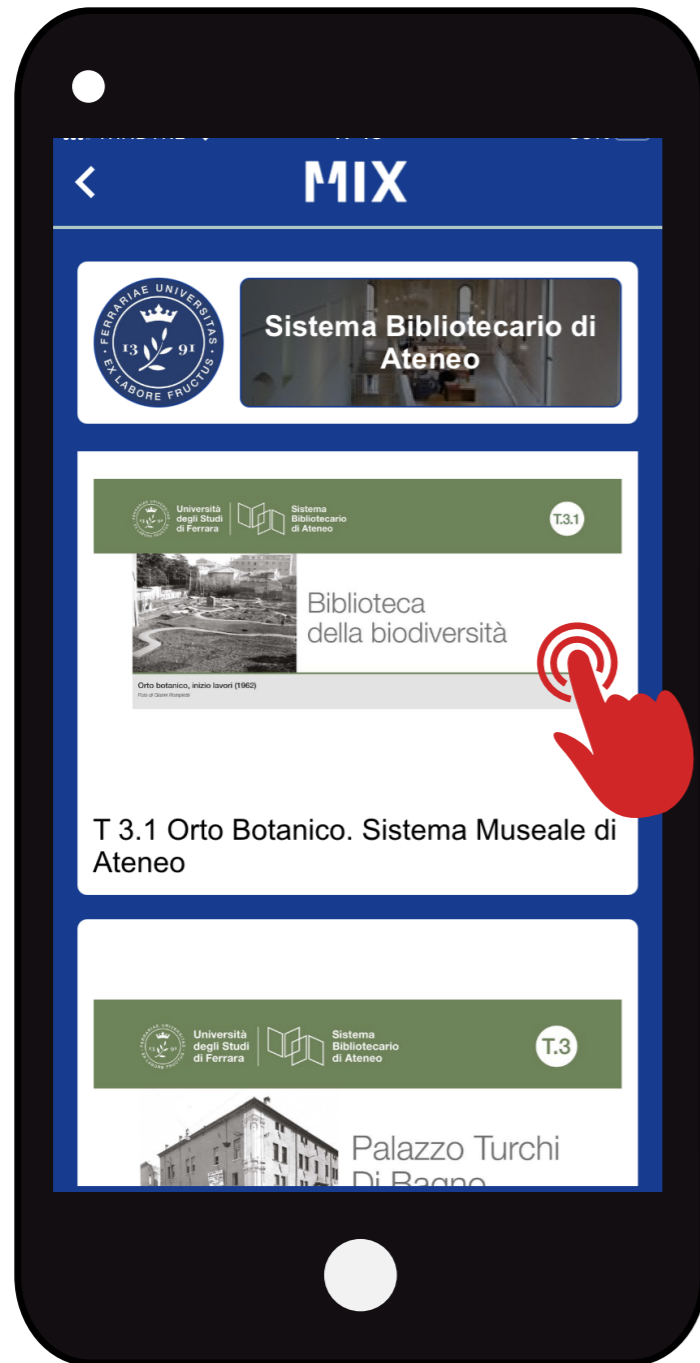 MIX
FERRARIAE UNIVERSITAS
13 91
EX LABORE FRUCTUS
Sistema Bibliotecario di
Ateneo
Università
degli Studi
di Ferrara
Sistema
Bibliotecario
di Ateneo
T.3.1
Biblioteca
della biodiversità
Orto botanico, inizio lavori (1962)
T 3.1 Orto Botanico. Sistema Museale di
Ateneo
Università
degli Studi
di Ferrara
Sistema
Bibliotecario
di Ateneo
T.3
Palazzo Turchi
Di Bagno